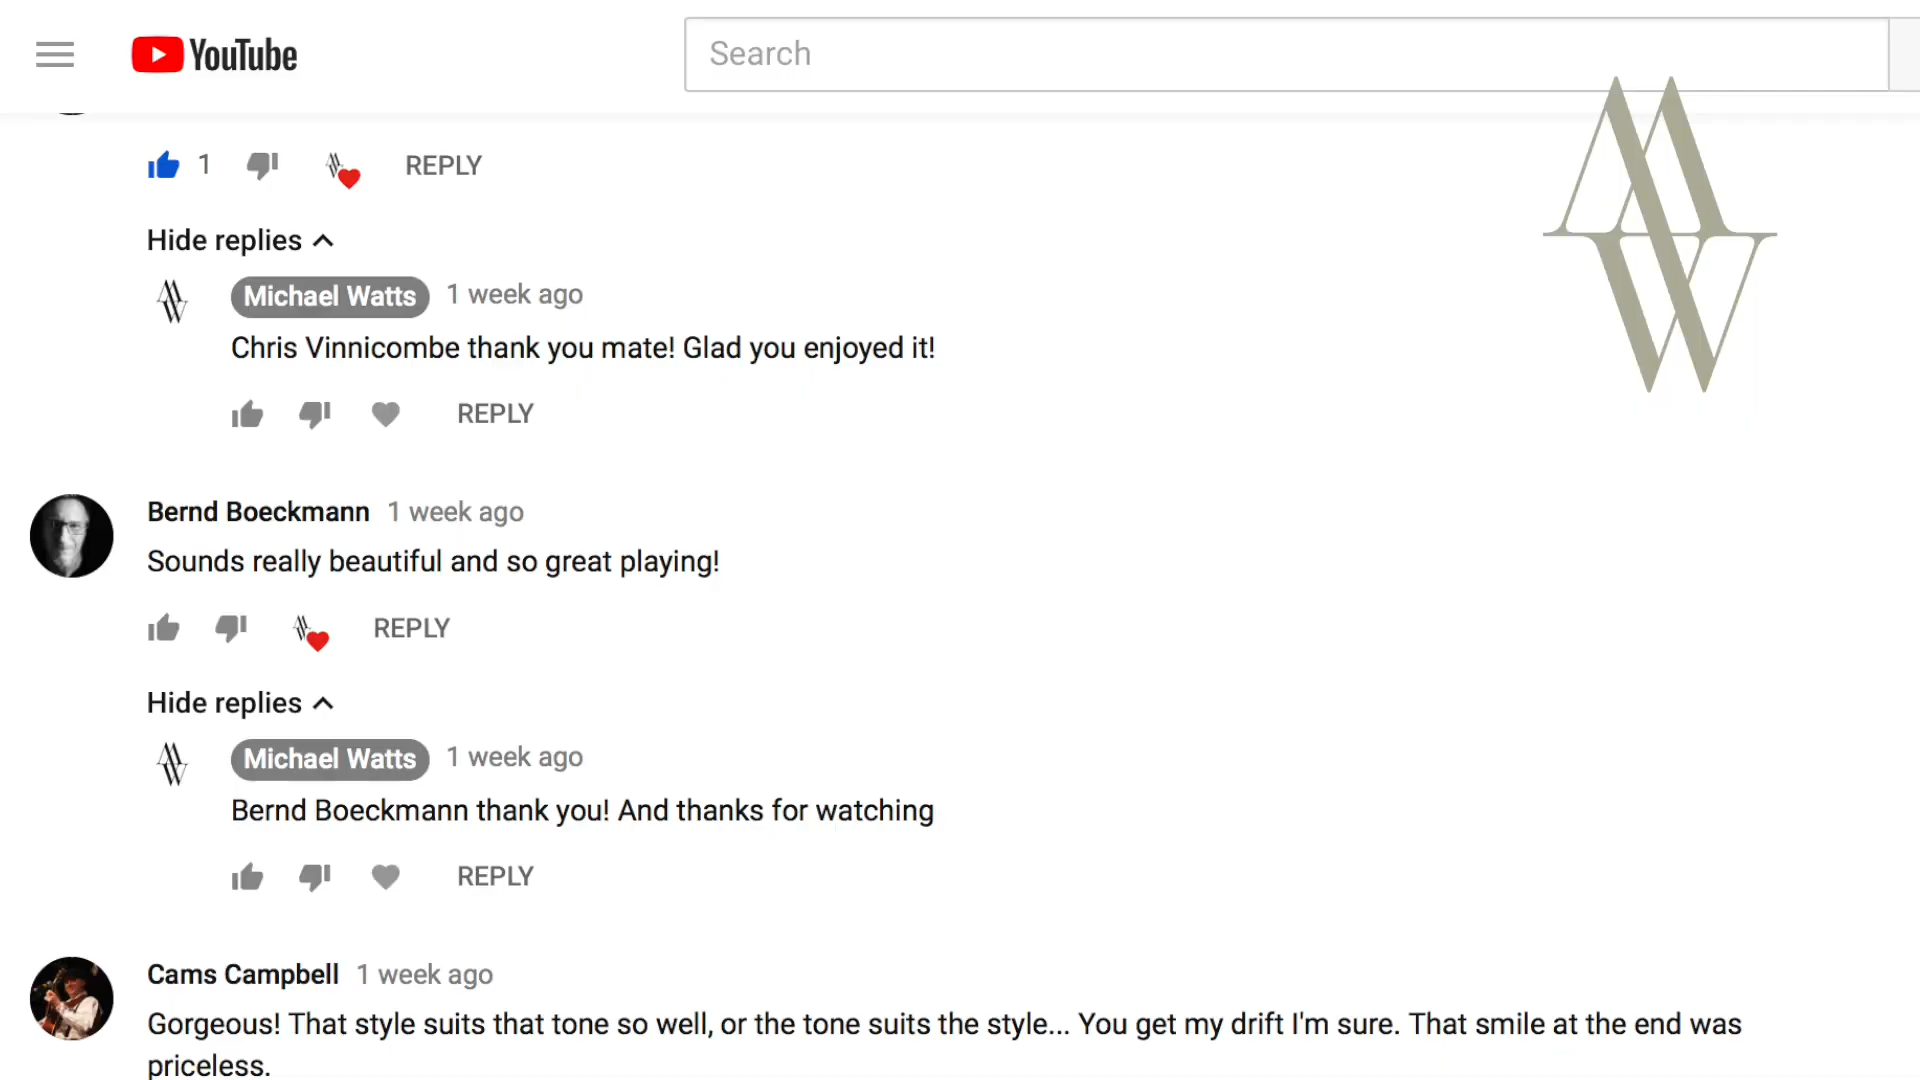 YouTube
Search
1
REPLY
Hide replies
Michael Watts 1 week ago
Chris Vinnicombe thank you mate! Glad you enjoyed it!
REPLY
Bernd Boeckmann 1 week ago
Sounds really beautiful and so great playing!
REPLY
Hide replies
Michael Watts 1 week ago
Bernd Boeckmann thank you! And thanks for watching
REPLY
Cams Campbell 1 week ago
Gorgeous! That style suits that tone so well, or the tone suits the style... You get my drift I'm sure. That smile at the end was
priceless.